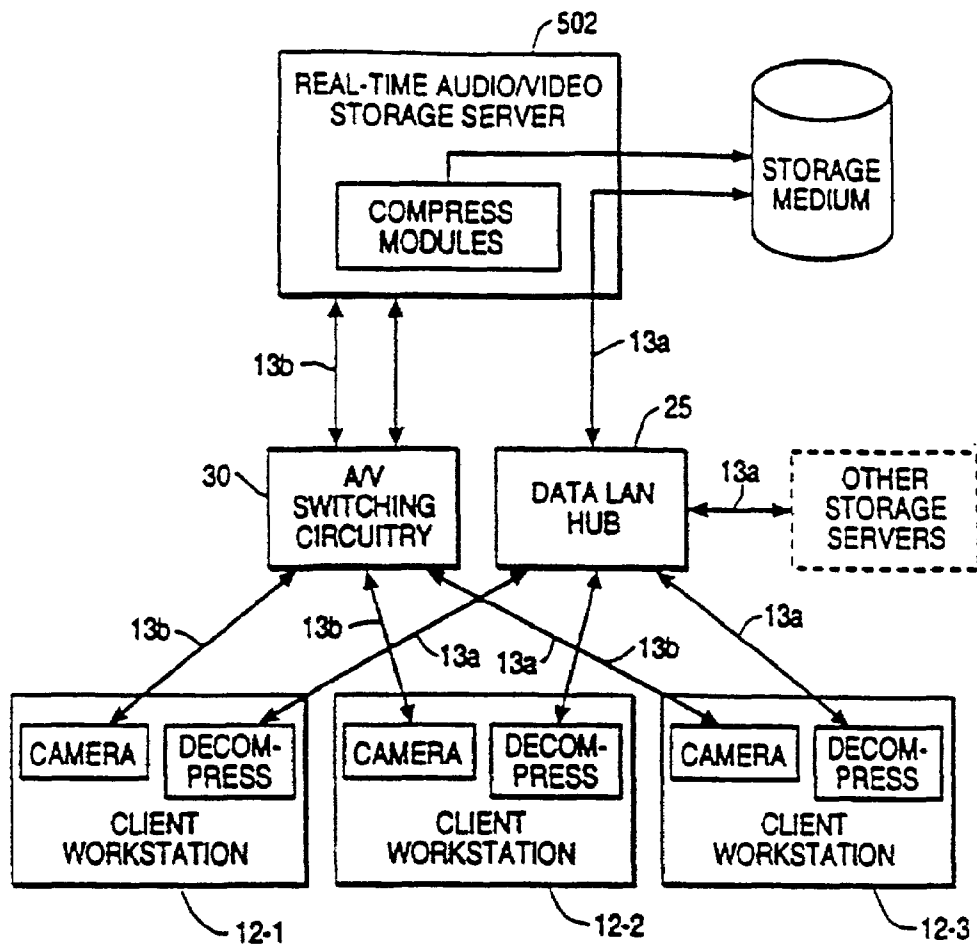 502
REAL-TIME AUDIO/VIDEO
STORAGE SERVER
COMPRESS
MODULES
STORAGE
MEDIUM
13b
13a
25
30
A/V
SWITCHING
CIRCUITRY
DATA LAN
HUB
13a
OTHER
STORAGE
SERVERS
13b
13b
13a
13a
13b
13a
CAMERA
DECOM-
PRESS
CLIENT
WORKSTATION
CAMERA
DECOM-
PRESS
CLIENT
WORKSTATION
CAMERA
DECOM-
PRESS
CLIENT
WORKSTATION
12-1
12-2
12-3